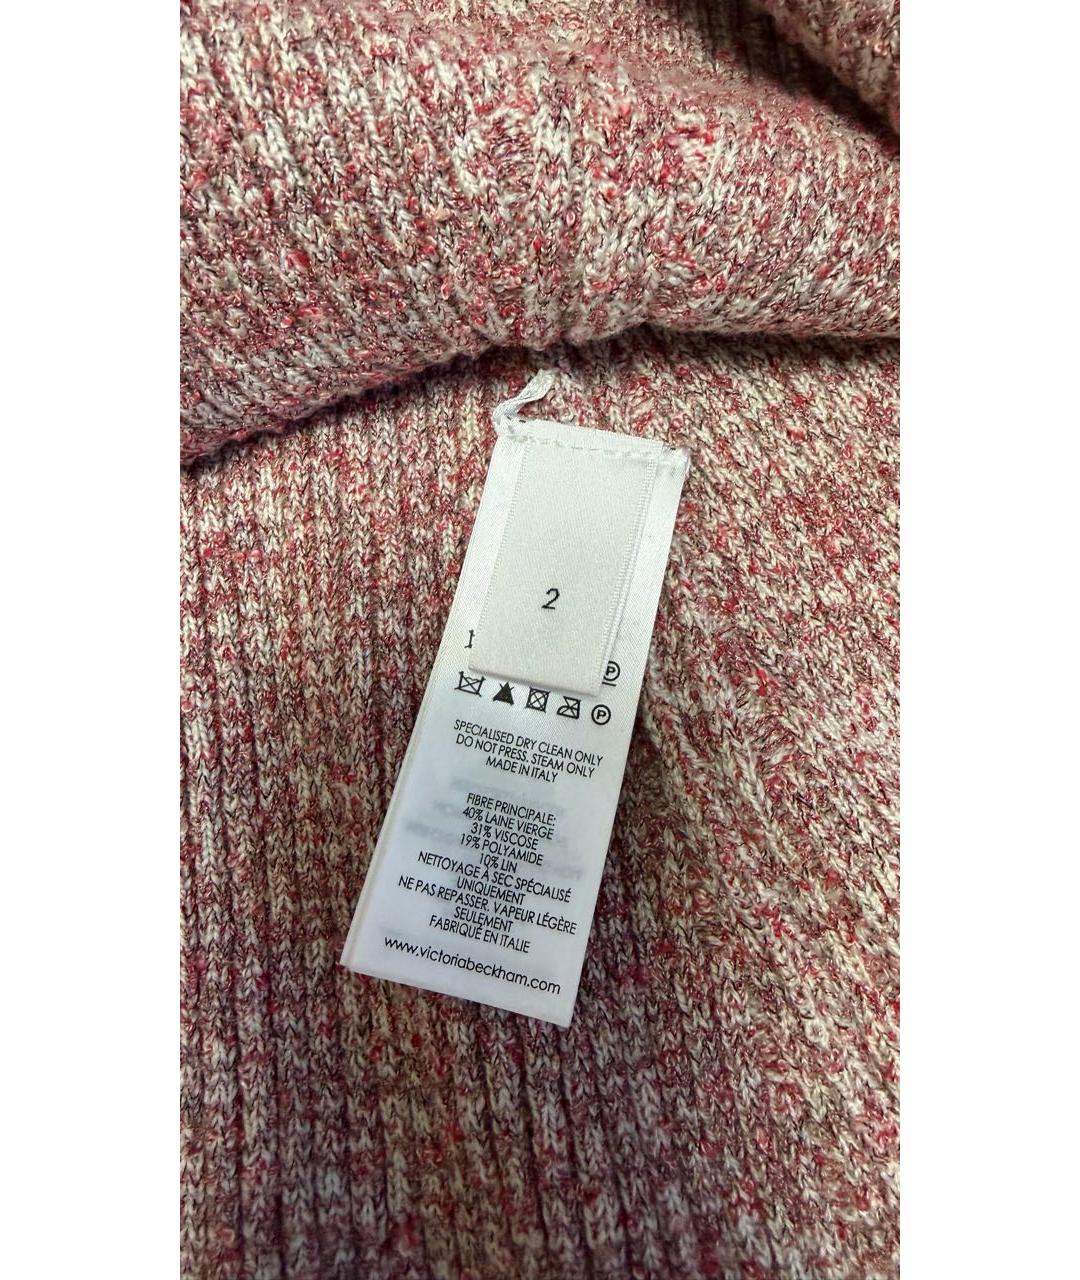 2
SPECIALISED DRY CLEAN ONLY
DO NOT PRESS. STEAM ONLY
MADE IN ITALY
FIBRE PRINCIPALE:
40% LAINE VIERGE
31% VISCOSE
19% POLYAMIDE
10% LIN
NETTOYAGE À SEC SPÉCIALISÉ
UNIQUEMENT
NE PAS REPASSER. VAPEUR LÉGÈRE
SEULEMENT
FABRIQUÉ EN ITALIE
www.victoriabeckham.com